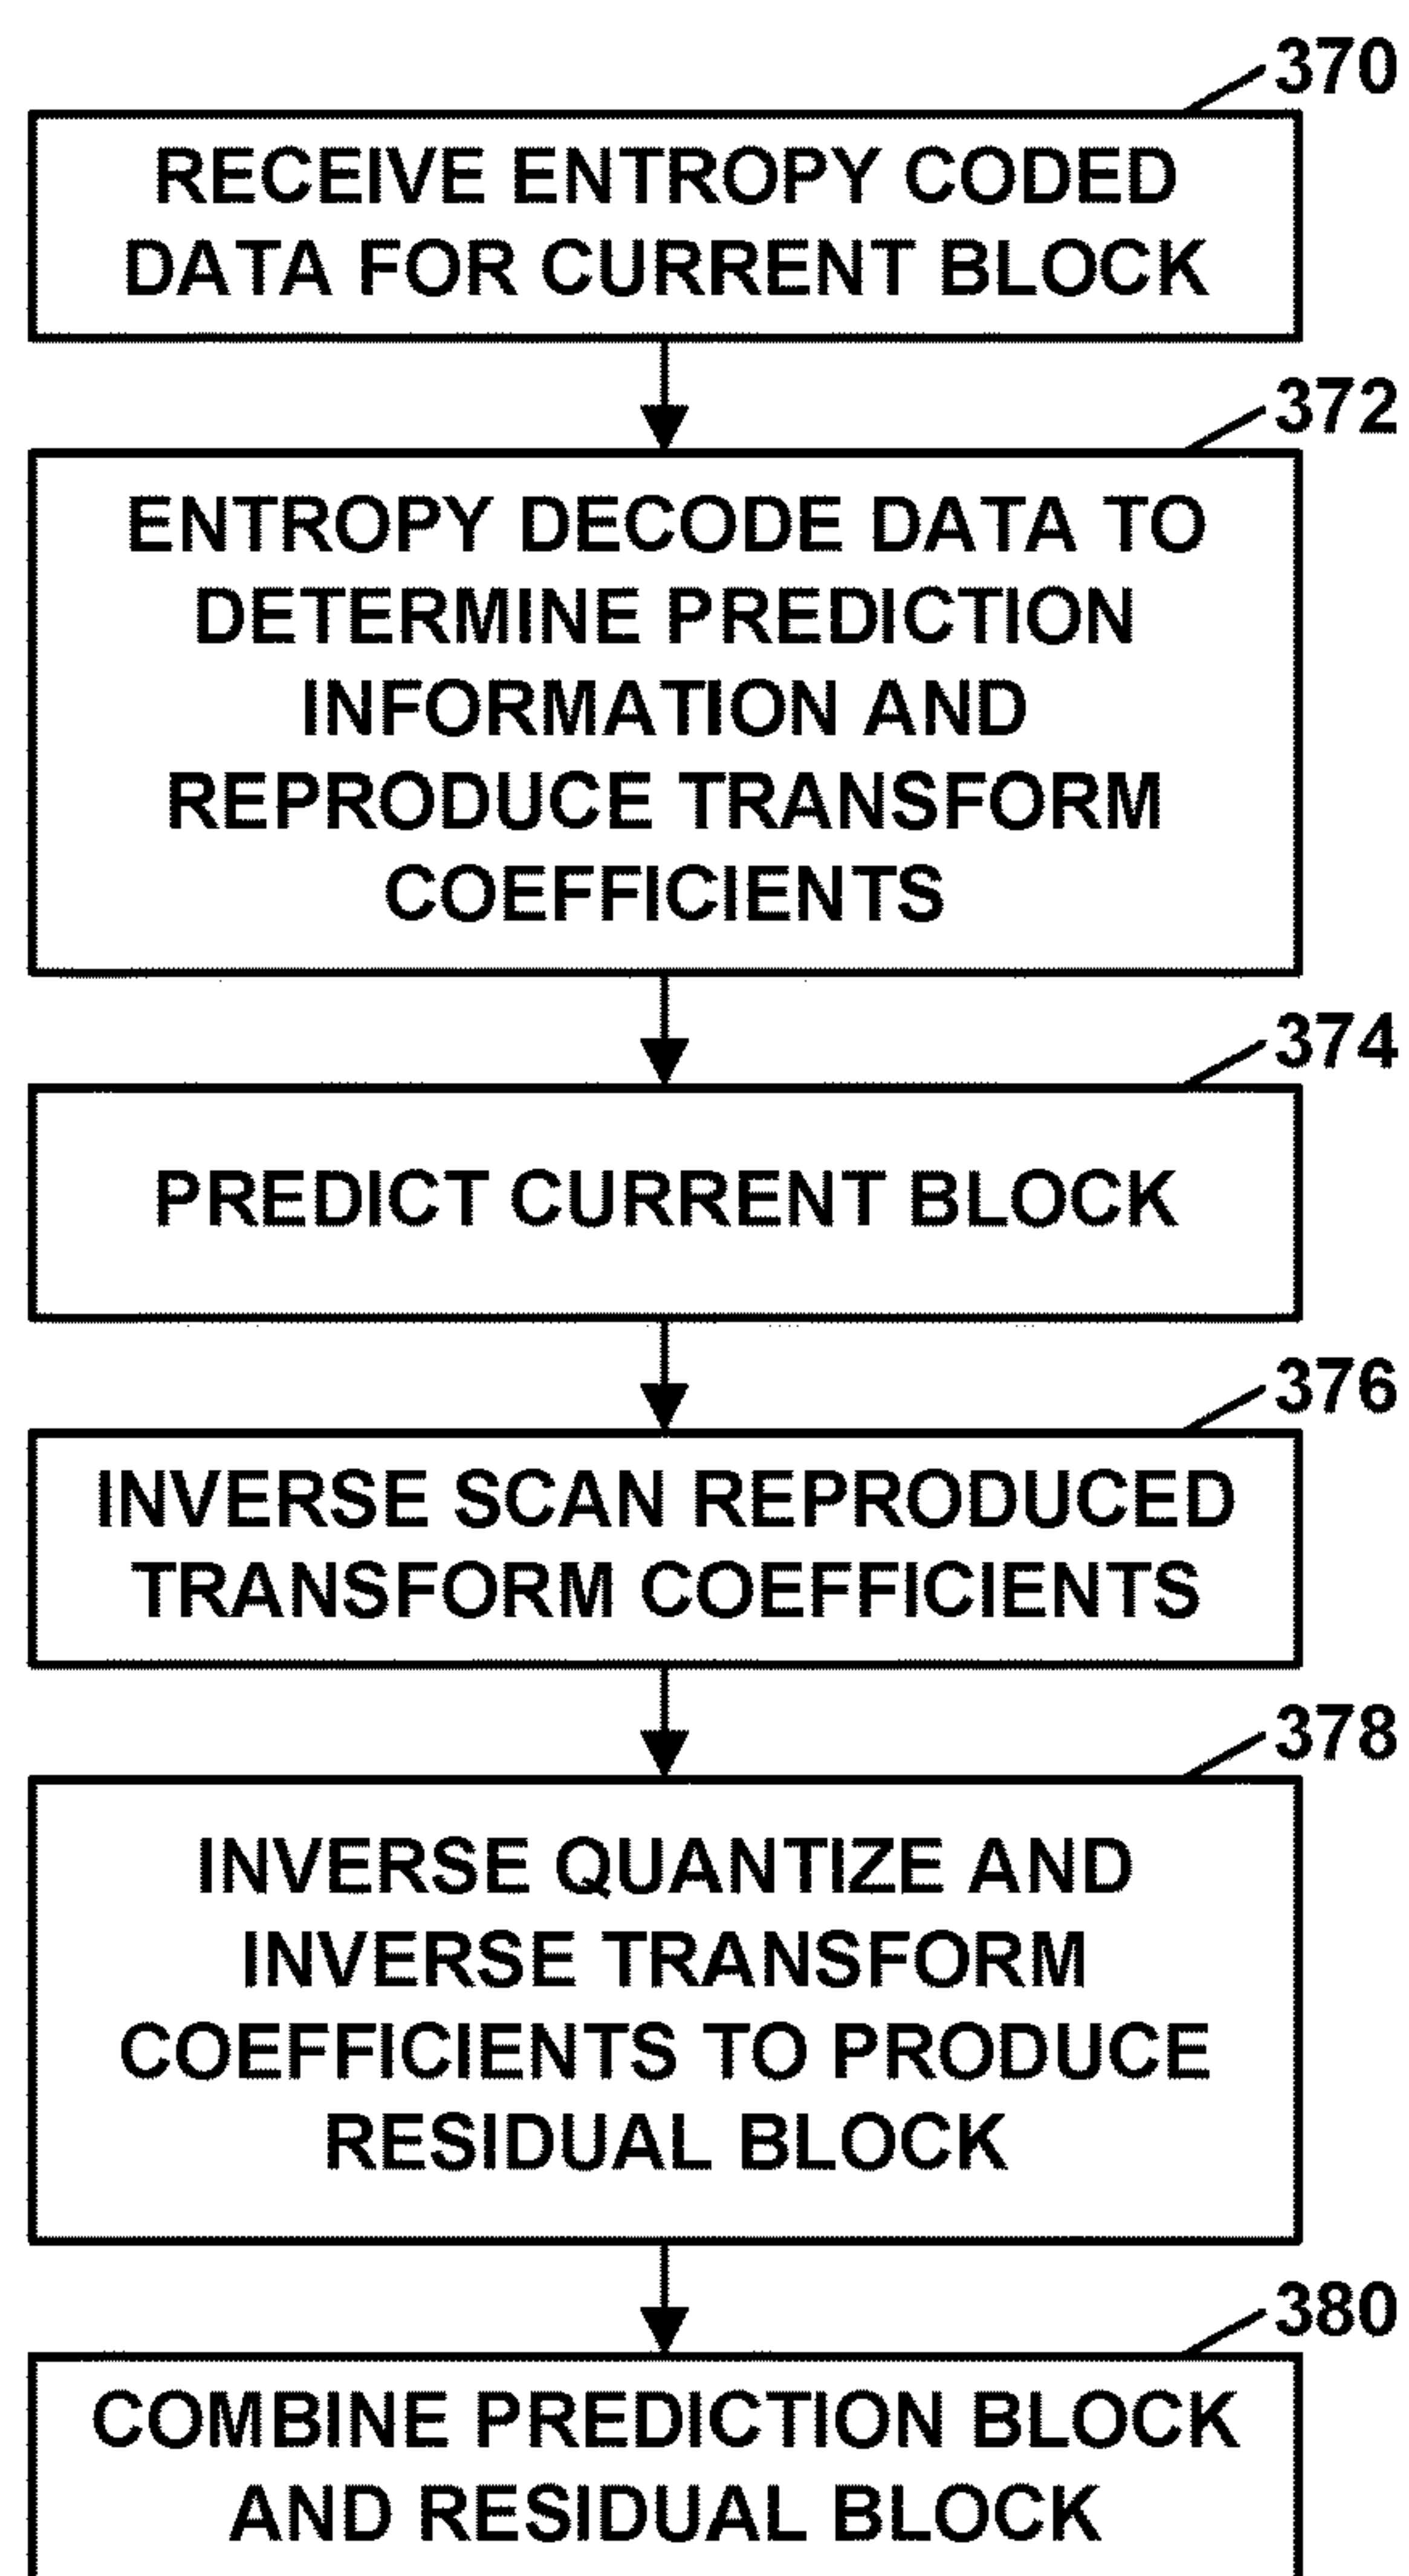 370
RECEIVE ENTROPY CODED
DATA FOR CURRENT BLOCK
372
ENTROPY DECODE DATA TO
DETERMINE PREDICTION
INFORMATION AND
REPRODUCE TRANSFORM
COEFFICIENTS
374
PREDICT CURRENT BLOCK
376
INVERSE SCAN REPRODUCED
TRANSFORM COEFFICIENTS
378
INVERSE QUANTIZE AND
INVERSE TRANSFORM
COEFFICIENTS TO PRODUCE
RESIDUAL BLOCK
380
COMBINE PREDICTION BLOCK
AND RESIDUAL BLOCK